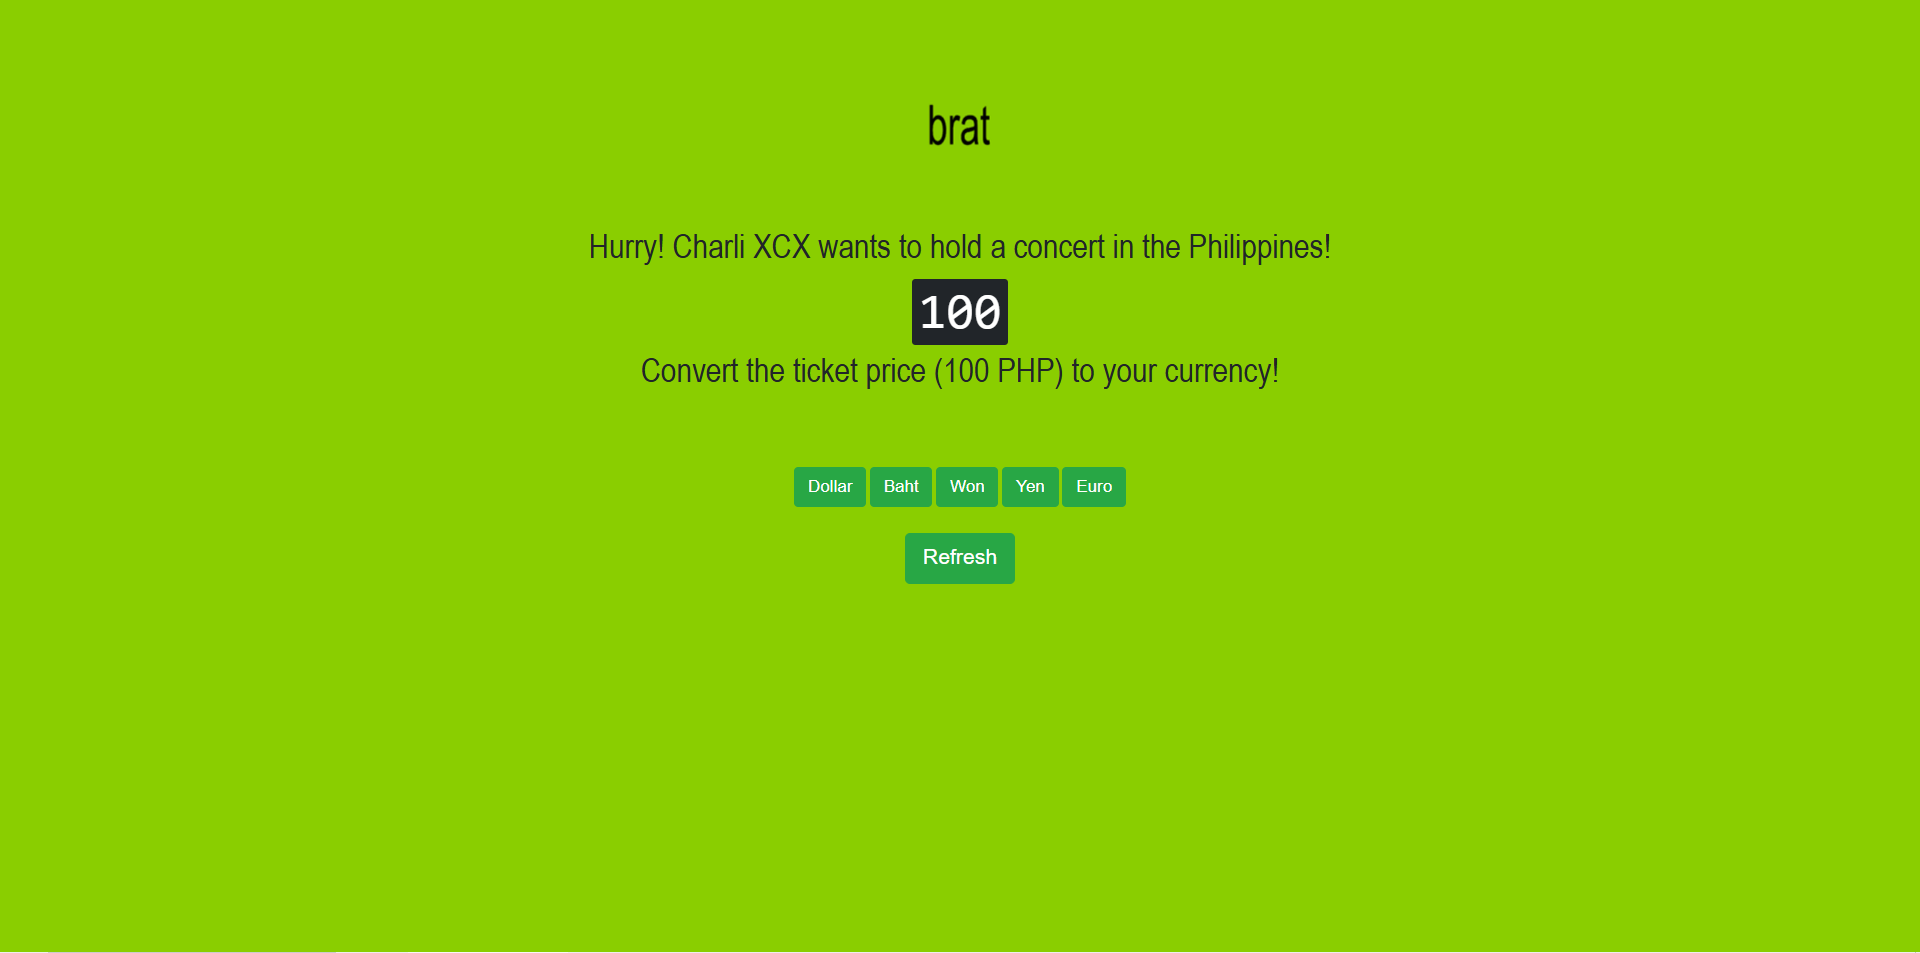 brat
Hurry! Charli XCX wants to hold a concert in the Philippines!
100
Convert the ticket price (100 PHP) to your currency!
Dollar Baht Won Yen Euro
Refresh